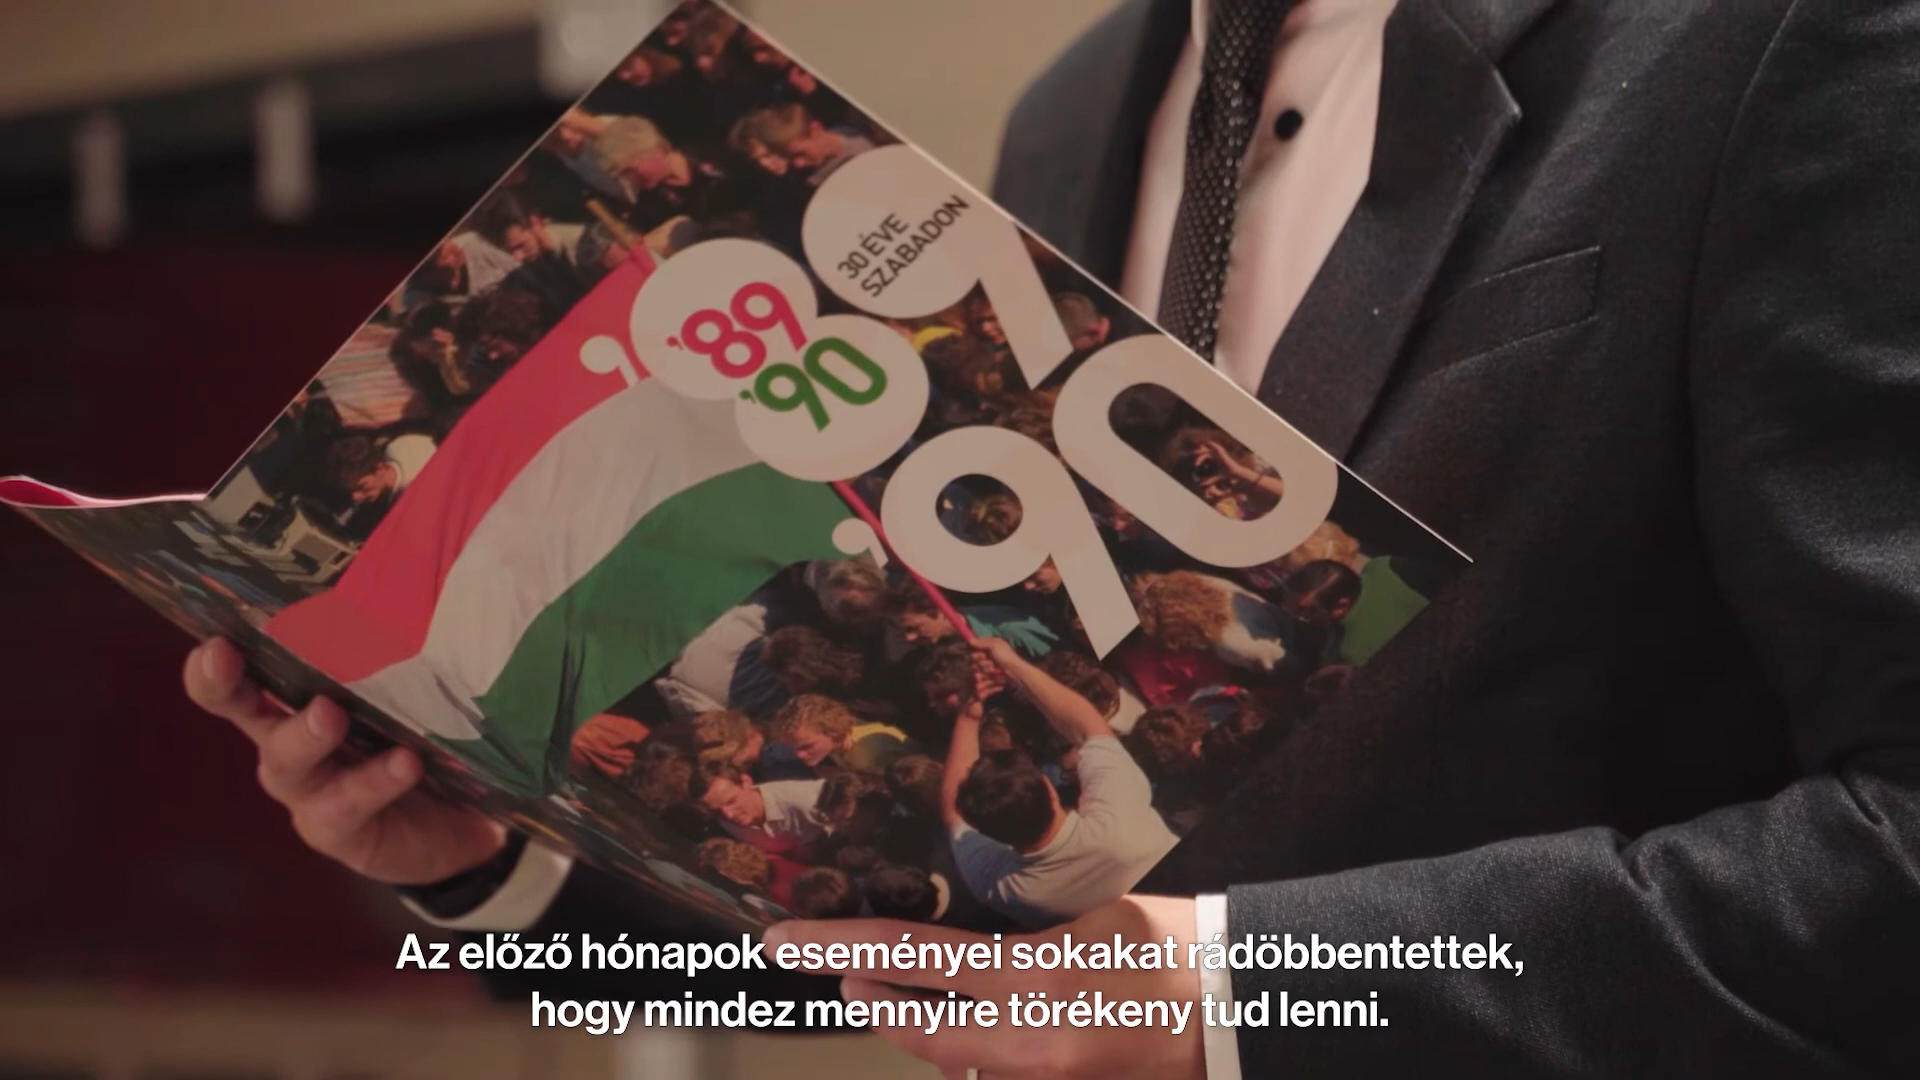 30 ÉVE
SZABADON
'89
'90
'90
Az előző hónapok eseményei sokakat rádöbbentettek,
hogy mindez mennyire törékeny tud lenni.